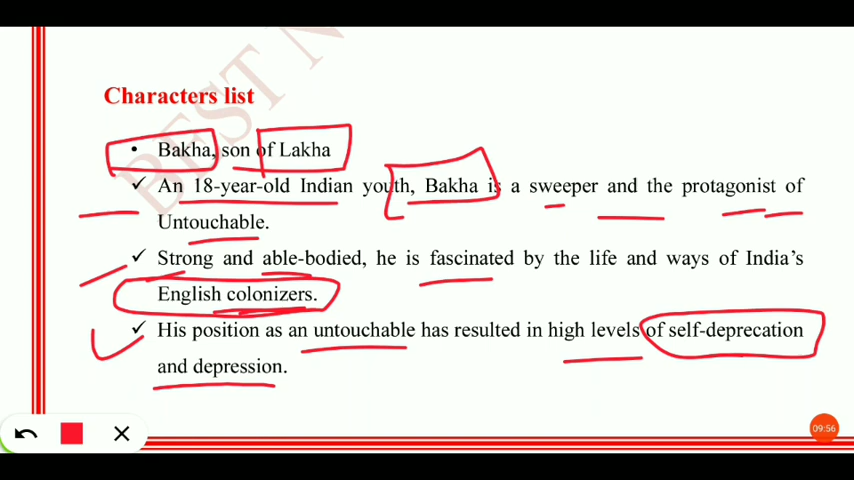 BEST N
Characters list
• Bakha, son of Lakha
✓ An 18-year-old Indian youth, Bakha is a sweeper and the protagonist of
Untouchable.
✓ Strong and able-bodied, he is fascinated by the life and ways of India's
English colonizers.
✓ His position as an untouchable has resulted in high levels of self-deprecation
and depression.
09:56